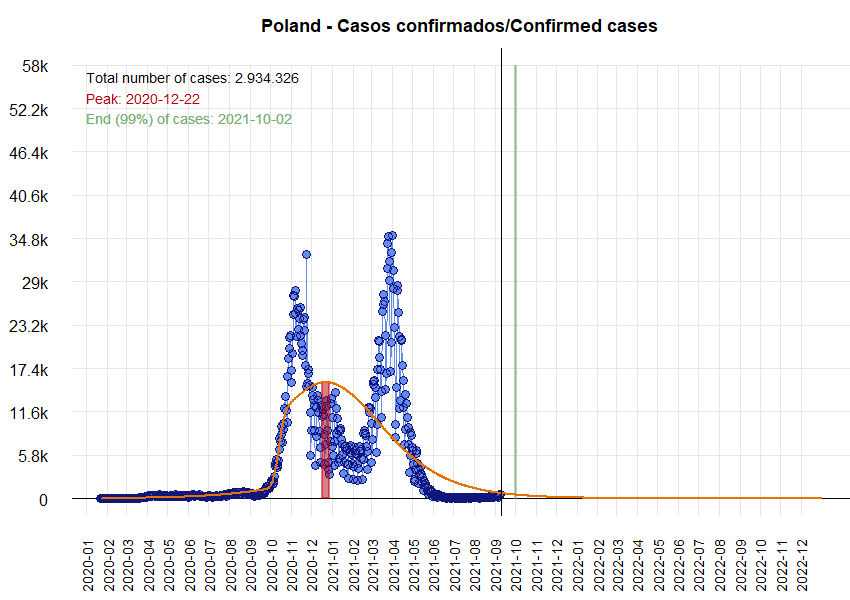 Poland - Casos confirmados/Confirmed cases
58k
52.2k
46.4k
40.6k
34.8k
29k
23.2k
17.4k
11.6k
5.8k
0
Total number of cases: 2.934.326
Peak: 2020-12-22
End (99%) of cases: 2021-10-02
2020-01
2020-02
2020-03
2020-04
2020-05
2020-06
2020-07
2020-08
2020-09
2020-10
2020-11
2020-12
2021-01
2021-02
2021-03
2021-04
2021-05
2021-06
2021-07
2021-08
2021-09
2021-10
2021-11
2021-12
2022-01
2022-02
2022-03
2022-04
2022-05
2022-06
2022-07
2022-08
2022-09
2022-10
2022-11
2022-12